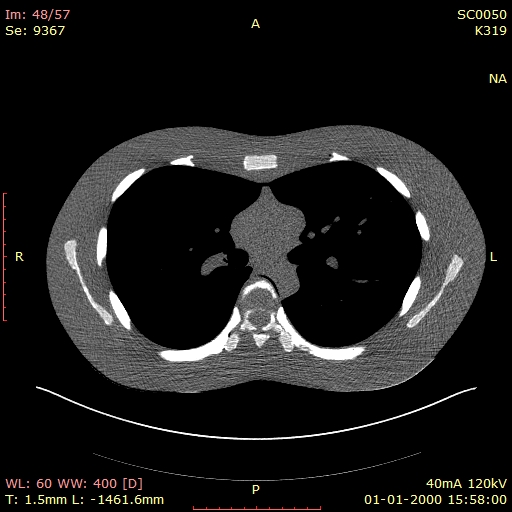 Im: 48/57
Se: 9367
A
SC0050
K319
NA
R
L
WL: 60 WW: 400 [D]
T: 1.5mm L: -1461.6mm
P
40mA 120kV
01-01-2000 15:58:00